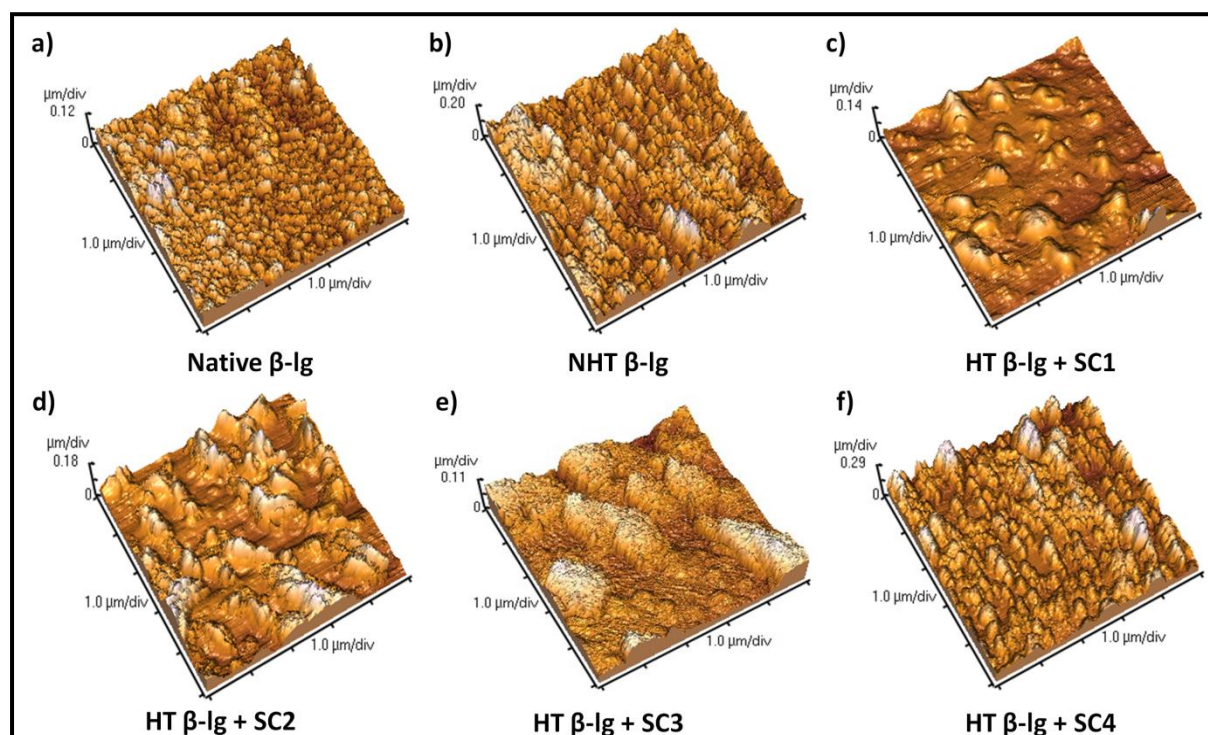 a)
µm/div
0.12
0
1.0 µm/div
1.0 µm/div
Native β-lg
b)
µm/div
0.20
0
1.0 µm/div
1.0 µm/div
NHT β-lg
c)
µm/div
0.14
0
1.0 µm/div
1.0 µm/div
HT β-lg + SC1
d)
µm/div
0.18
0
1.0 µm/div
1.0 µm/div
HT β-lg + SC2
e)
µm/div
0.11
0
1.0 µm/div
1.0 µm/div
HT β-lg + SC3
f)
µm/div
0.29
0
1.0 µm/div
1.0 µm/div
HT β-lg + SC4